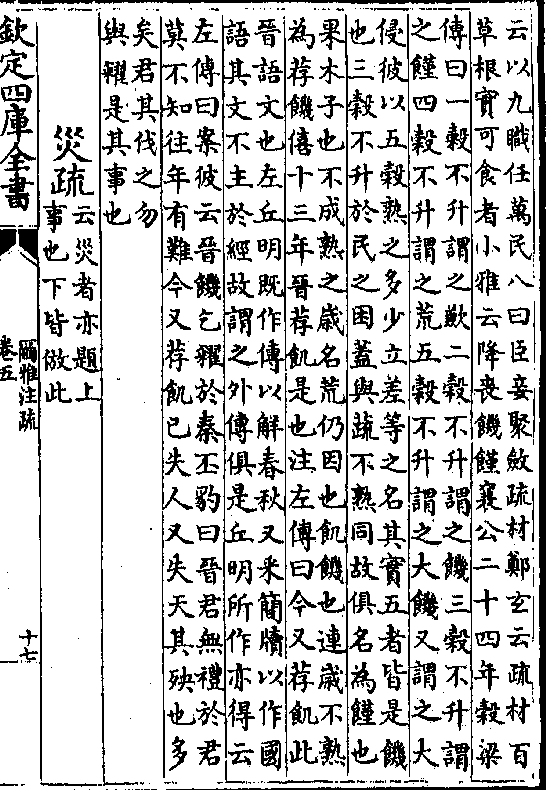 云以九職任萬民八曰臣妾聚斂疏材鄭玄云疏材百
草根實可食者小雅云降喪饑饉襄公二十四年穀梁
傳曰一穀不升謂之歉二穀不升謂之饑三穀不升謂
之饉四穀不升謂之荒五穀不升謂之大饑又謂之大
侵彼以五穀熟之多少立差等之名其實五者皆是饑
也三穀不升於民之困蓋與蔬不熟同故俱名為饉也
果木子也不成熟之歲名荒仍因也飢饑也連歲不熟
為荐饑僖十三年晉荐飢是也注左傳曰今又荐飢此
晉語文也左丘明既作傳以解春秋又采簡牘以作國
語其文不主於經故謂之外傳俱是丘明所作亦得云
左傳曰案彼云晉饑乞糴於秦丕豹曰晉君無禮於君
莫不知往年有難今又荐飢已失人又失天其殃也多
矣君其伐之勿
與糴是其事也
災疏云災者亦題上
事也下皆倣此
欽定四庫全書
爾雅注疏
卷五
十七